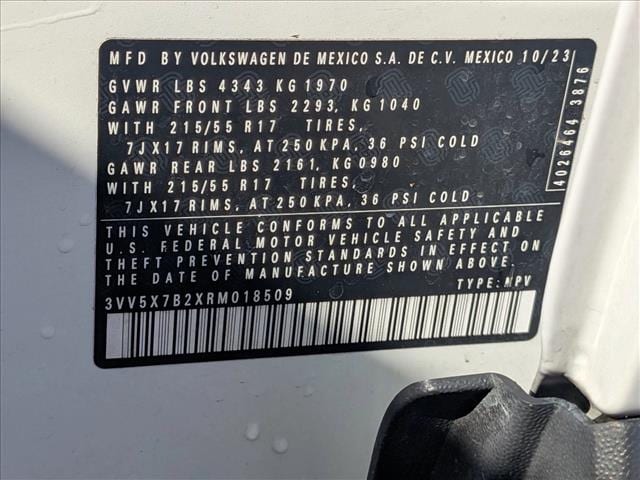 MFD BY VOLKSWAGEN DE MEXICO S.A. DE C.V. MEXICO 10/23
GVWR LBS 4343 KG 1970
GAWR FRONT LBS 2293, KG 1040
WITH 215/55 R17 TIRES,
7JX17 RIMS, AT 250 KPA, 36 PSI COLD
GAWR REAR LBS 2161, KG 0980
WITH 215/55 R17 TIRES,
7JX17 RIMS, AT 250 KPA, 36 PSI COLD
THIS VEHICLE CONFORMS TO ALL APPLICABLE
U.S. FEDERAL MOTOR VEHICLE SAFETY AND
THEFT PREVENTION STANDARDS IN EFFECT ON
THE DATE OF MANUFACTURE SHOWN ABOVE.
3VV5X7B2XRM018509 TYPE: MPV
4026464 3876